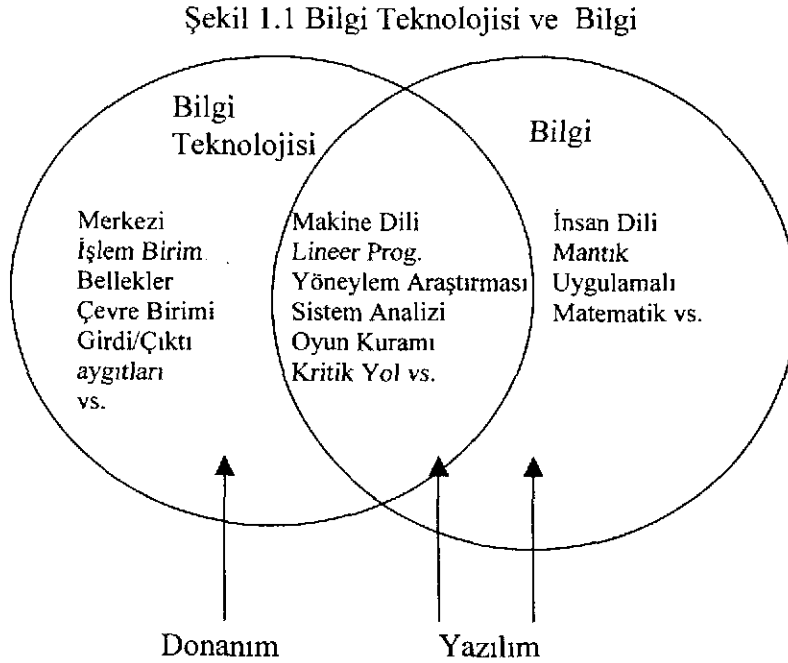 Şekil 1.1 Bilgi Teknolojisi ve Bilgi
Bilgi
Teknolojisi
Merkezi
İşlem Birim
Bellekler
Çevre Birimi
Girdi/Çıktı
aygıtları
vs.
Makine Dili
Lineer Prog.
Yöneylem Araştırması
Sistem Analizi
Oyun Kuramı
Kritik Yol vs.
Bilgi
İnsan Dili
Mantık
Uygulamalı
Matematik vs.
Donanım
Yazılım